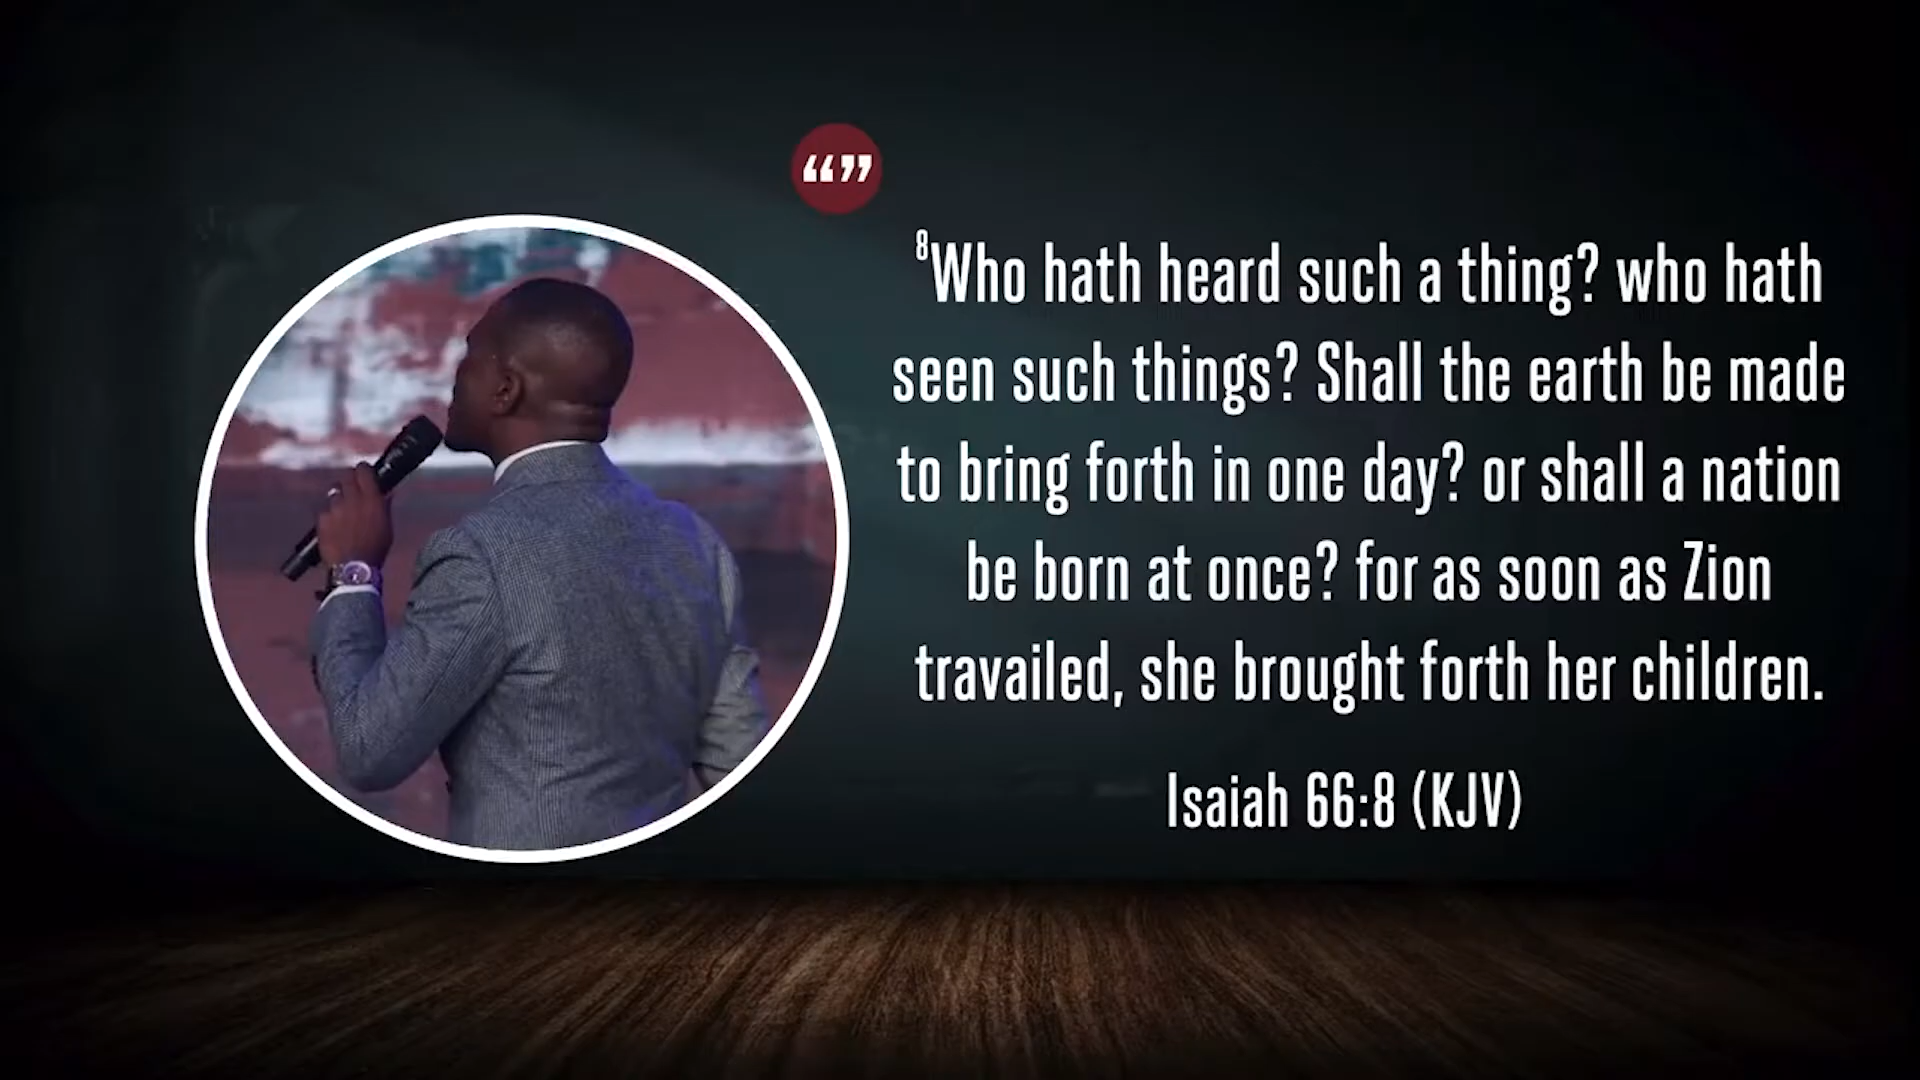 “”
⁸Who hath heard such a thing? who hath
seen such things? Shall the earth be made
to bring forth in one day? or shall a nation
be born at once? for as soon as Zion
travailed, she brought forth her children.
Isaiah 66:8 (KJV)